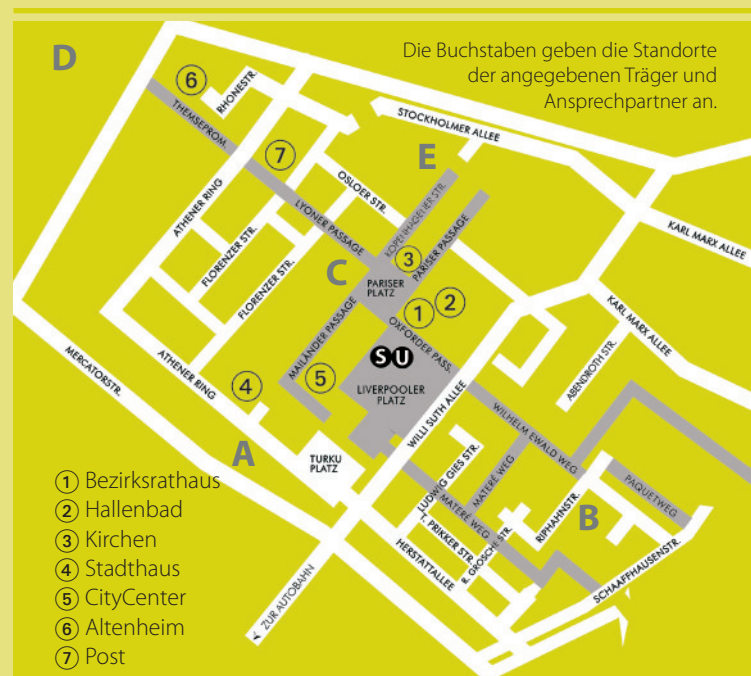 Die Buchstaben geben die Standorte
der angegebenen Träger und
Ansprechpartner an.
D
6
RHONESTR.
THEMSEPROM.
STOCKHOLMER ALLEE
7
E
OSLOER STR.
ATHENER RING
LYONER PASSAGE
KOPENHAGENER STR.
KARL MARX ALLEE
FLORENZER STR.
3
PARISER PASSAGE
C
PARISER
PLATZ
FLORENZER STR.
1
2
KARL MARX ALLEE
MAILÄNDER PASSAGE
OXFORDER PASS.
MERCATORSTR.
ATHENER RING
S U
ABENDROTH STR.
4
5
LIVERPOOLER
PLATZ
WILLI SUTH ALLEE
WILHELM EWALD WEG
A
TURKU
PLATZ
LUDWIG GIES STR.
MATERÉ WEG
PAQUETWEG
MATERÉ WEG
B
RIPHAHNSTR.
T. PRIKKER STR.
R. GROSCHE STR.
HERSTATTALLEE
SCHAAFFHAUSENSTR.
ZUR AUTOBAHN
1 Bezirksrathaus
2 Hallenbad
3 Kirchen
4 Stadthaus
5 CityCenter
6 Altenheim
7 Post